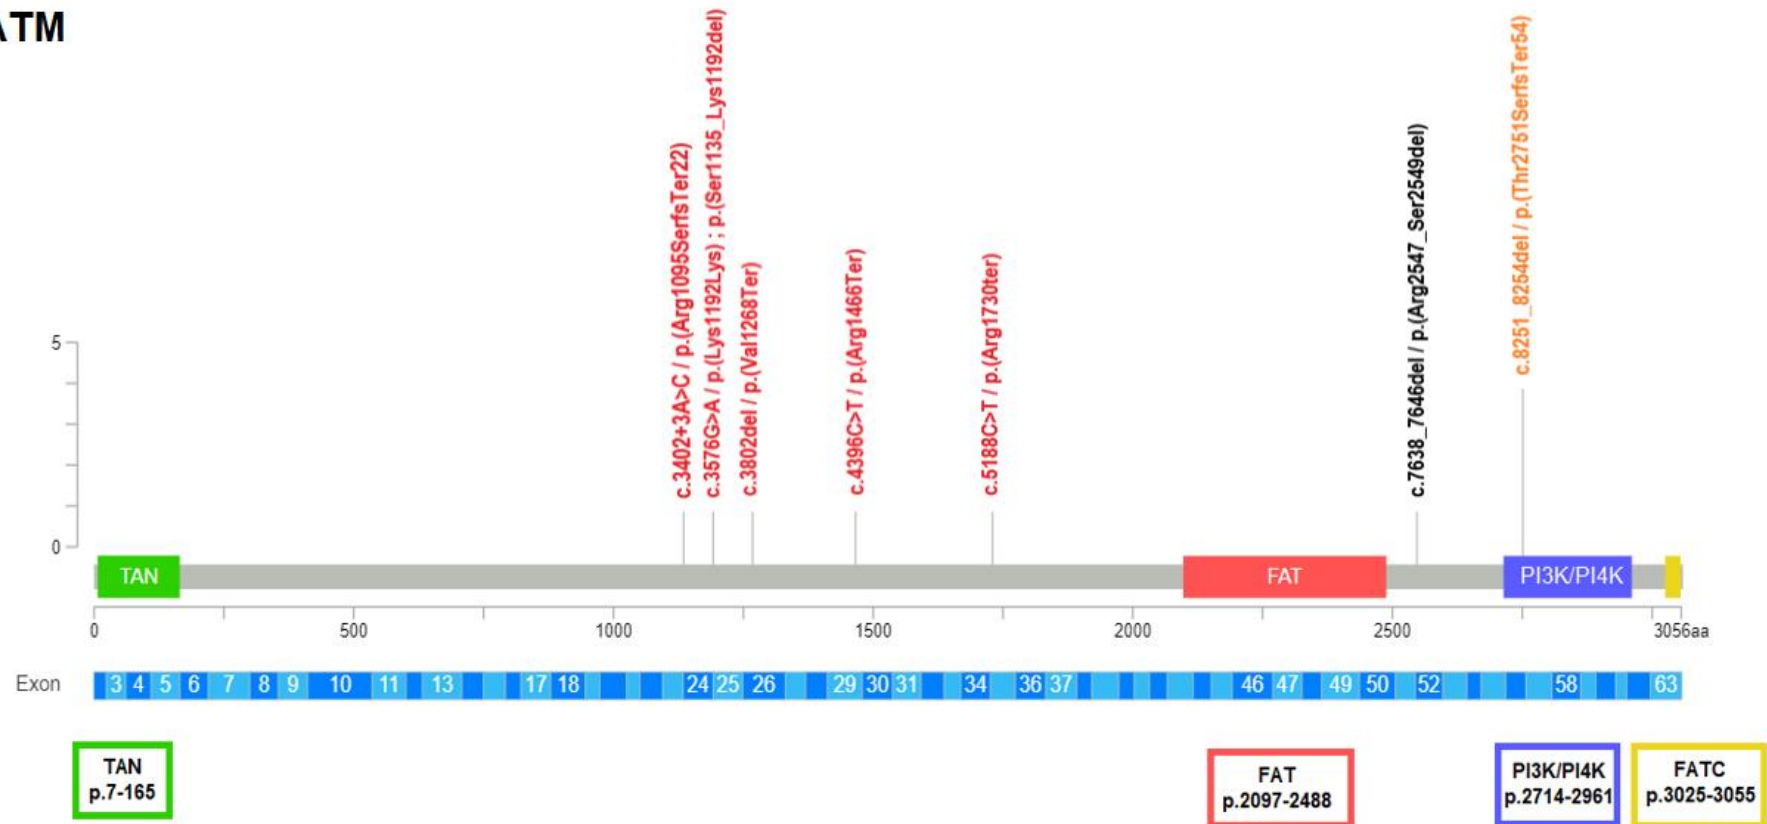 ATM
c.3402+3A>C / p.(Arg1095SerfsTer22)
c.3576G>A / p.(Lys1192Lys) ; p.(Ser1135_Lys1192del)
c.3802del / p.(Val1268Ter)
c.4396C>T / p.(Arg1466Ter)
c.5188C>T / p.(Arg1730ter)
c.7638_7646del / p.(Arg2547_Ser2549del)
c.8251_8254del / p.(Thr2751SerfsTer54)
5
0
TAN FAT PI3K/PI4K
0 500 1000 1500 2000 2500 3056aa
Exon 3 4 5 6 7 8 9 10 11 13 17 18 24 25 26 29 30 31 34 36 37 46 47 49 50 52 58 63
TAN
p.7-165
FAT
p.2097-2488
PI3K/PI4K
p.2714-2961
FATC
p.3025-3055